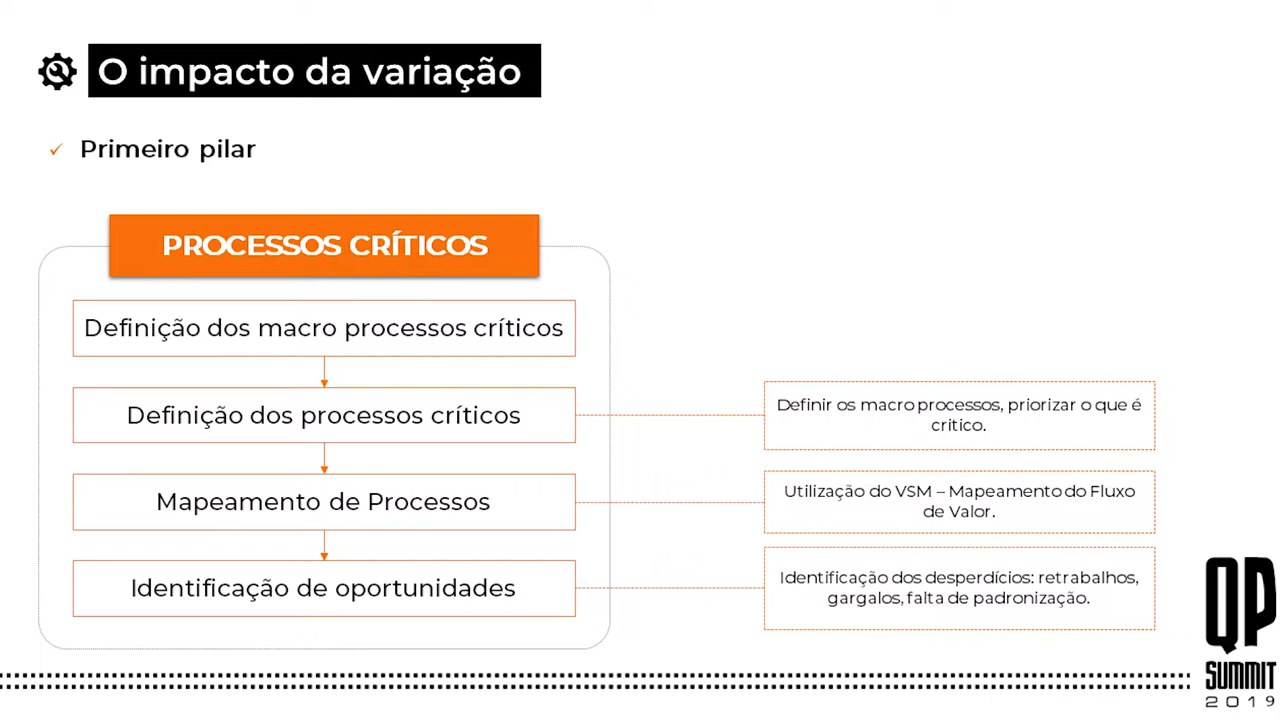 O impacto da variação
✓ Primeiro pilar
PROCESSOS CRÍTICOS
Definição dos macro processos críticos
Definição dos processos críticos
Definir os macro processos, priorizar o que é
critico.
Mapeamento de Processos
Utilização do VSM – Mapeamento do Fluxo
de Valor.
Identificação de oportunidades
Identificação dos desperdícios: retrabalhos,
gargalos, falta de padronização.
QP
SUMMIT
2019